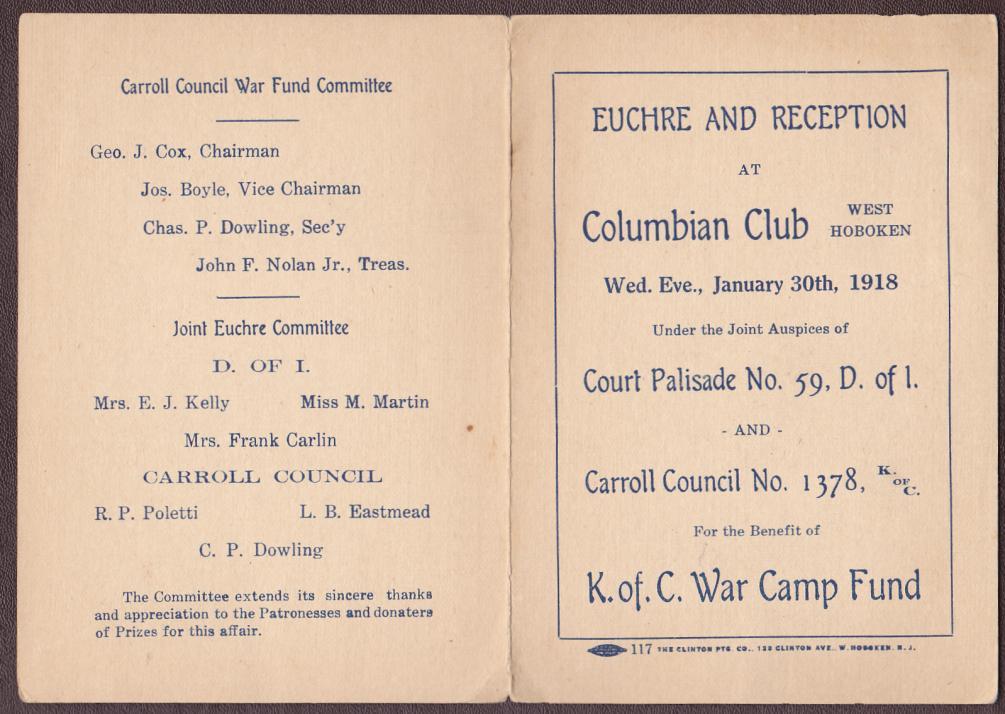 Carroll Council War Fund Committee
Geo. J. Cox, Chairman
Jos. Boyle, Vice Chairman
Chas. P. Dowling, Sec'y
John F. Nolan Jr., Treas.
Joint Euchre Committee
D. OF I.
Mrs. E. J. Kelly Miss M. Martin
Mrs. Frank Carlin
CARROLL COUNCIL
R. P. Poletti L. B. Eastmead
C. P. Dowling
The Committee extends its sincere thanks
and appreciation to the Patronesses and donaters
of Prizes for this affair.
EUCHRE AND RECEPTION
AT
Columbian Club WEST HOBOKEN
Wed. Eve., January 30th, 1918
Under the Joint Auspices of
Court Palisade No. 59, D. of I.
- AND -
Carroll Council No. 1378, K. OF C.
For the Benefit of
K. of. C. War Camp Fund
117 THE CLINTON PTG. CO., 122 CLINTON AVE., W. HOBOKEN, N. J.